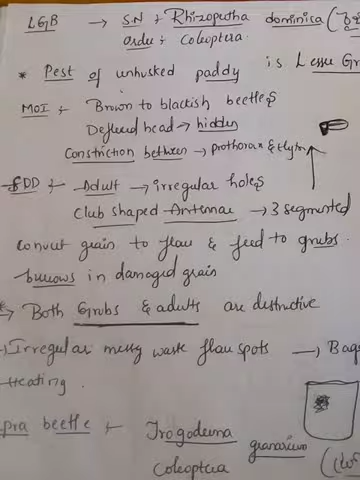 LGB → S.N ÷ Rhizopertha dominica (
Order ÷ Coleoptera.
* Pest of unhusked paddy is Lesser Gr
MOI ÷ Brown to blackish beetles
Deflexed head → hidden
Constriction between → prothorax & Elytra
SDD ÷ Adult → irregular holes
Club shaped Antennae → 3 segmented
Convert grain to flour & feed to grubs.
burrows in damaged grain
* → Both Grubs & adults are destructive
→ Irregular messy waste flour spots → Bags
Heating.
pra beetle ÷ Trogoderma granarium (
Coleoptera